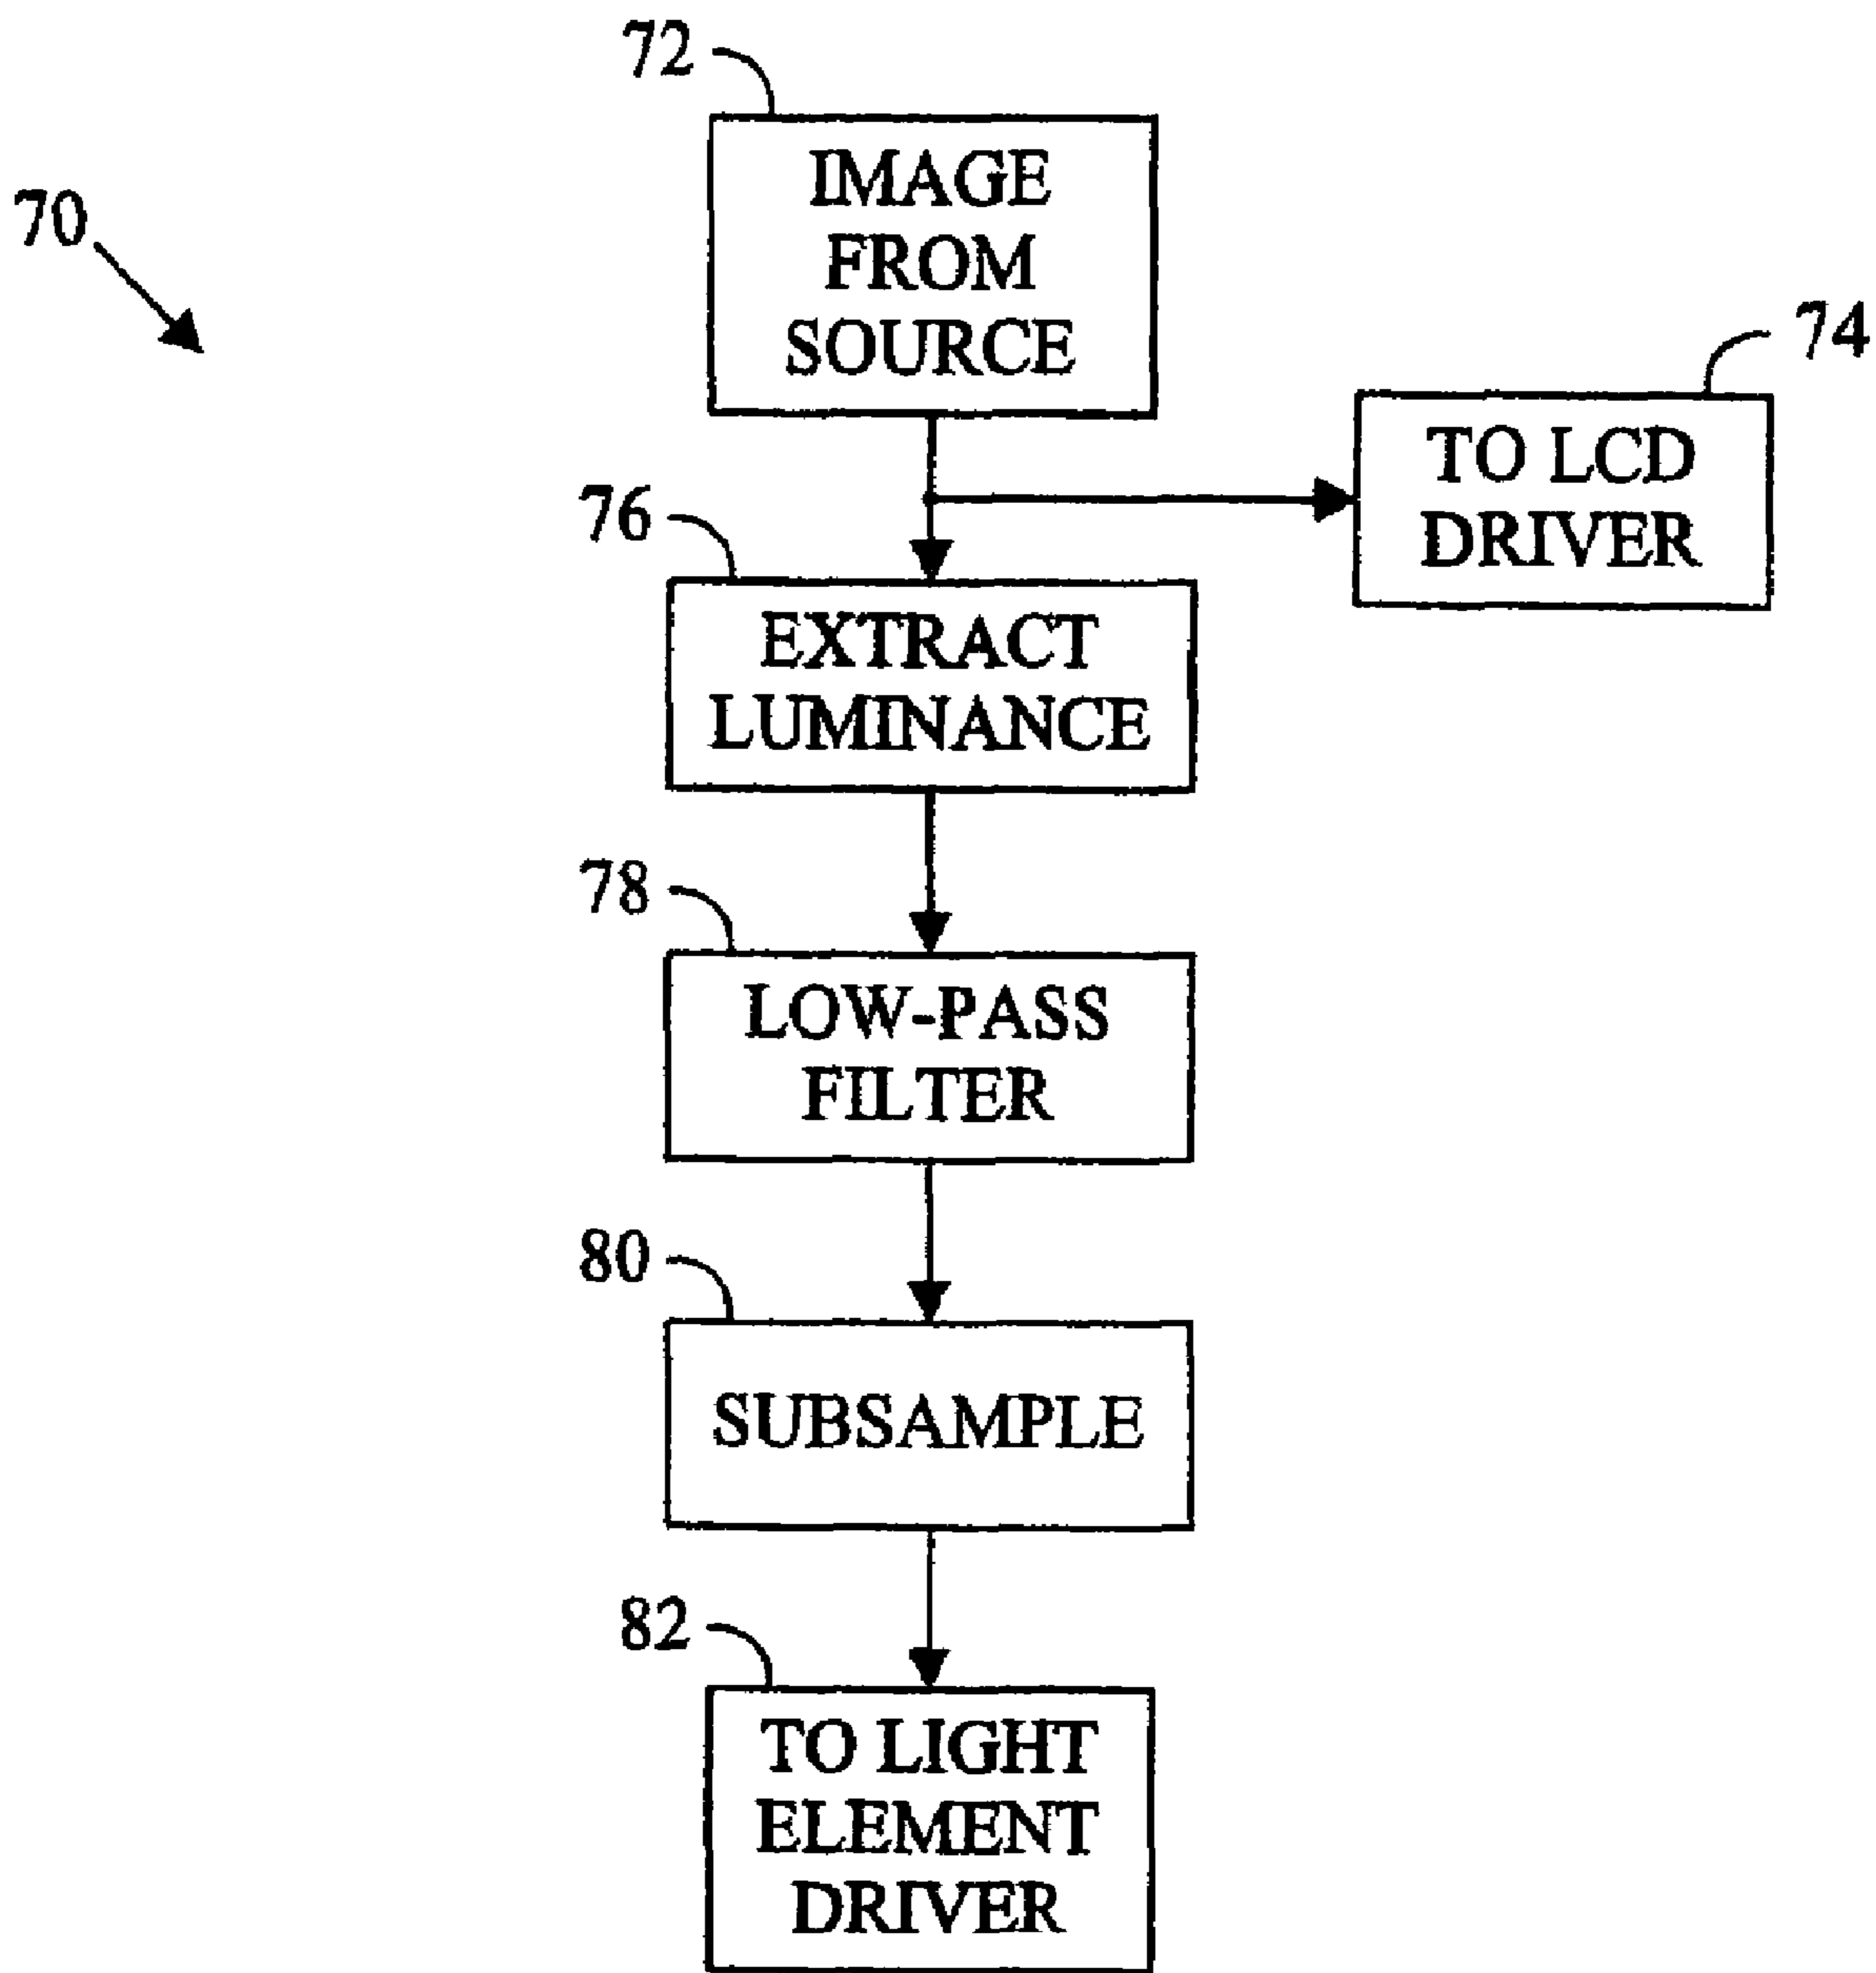 72
IMAGE
FROM
SOURCE
70
74
TO LCD
DRIVER
76
EXTRACT
LUMINANCE
78
LOW-PASS
FILTER
80
SUBSAMPLE
82
TO LIGHT
ELEMENT
DRIVER